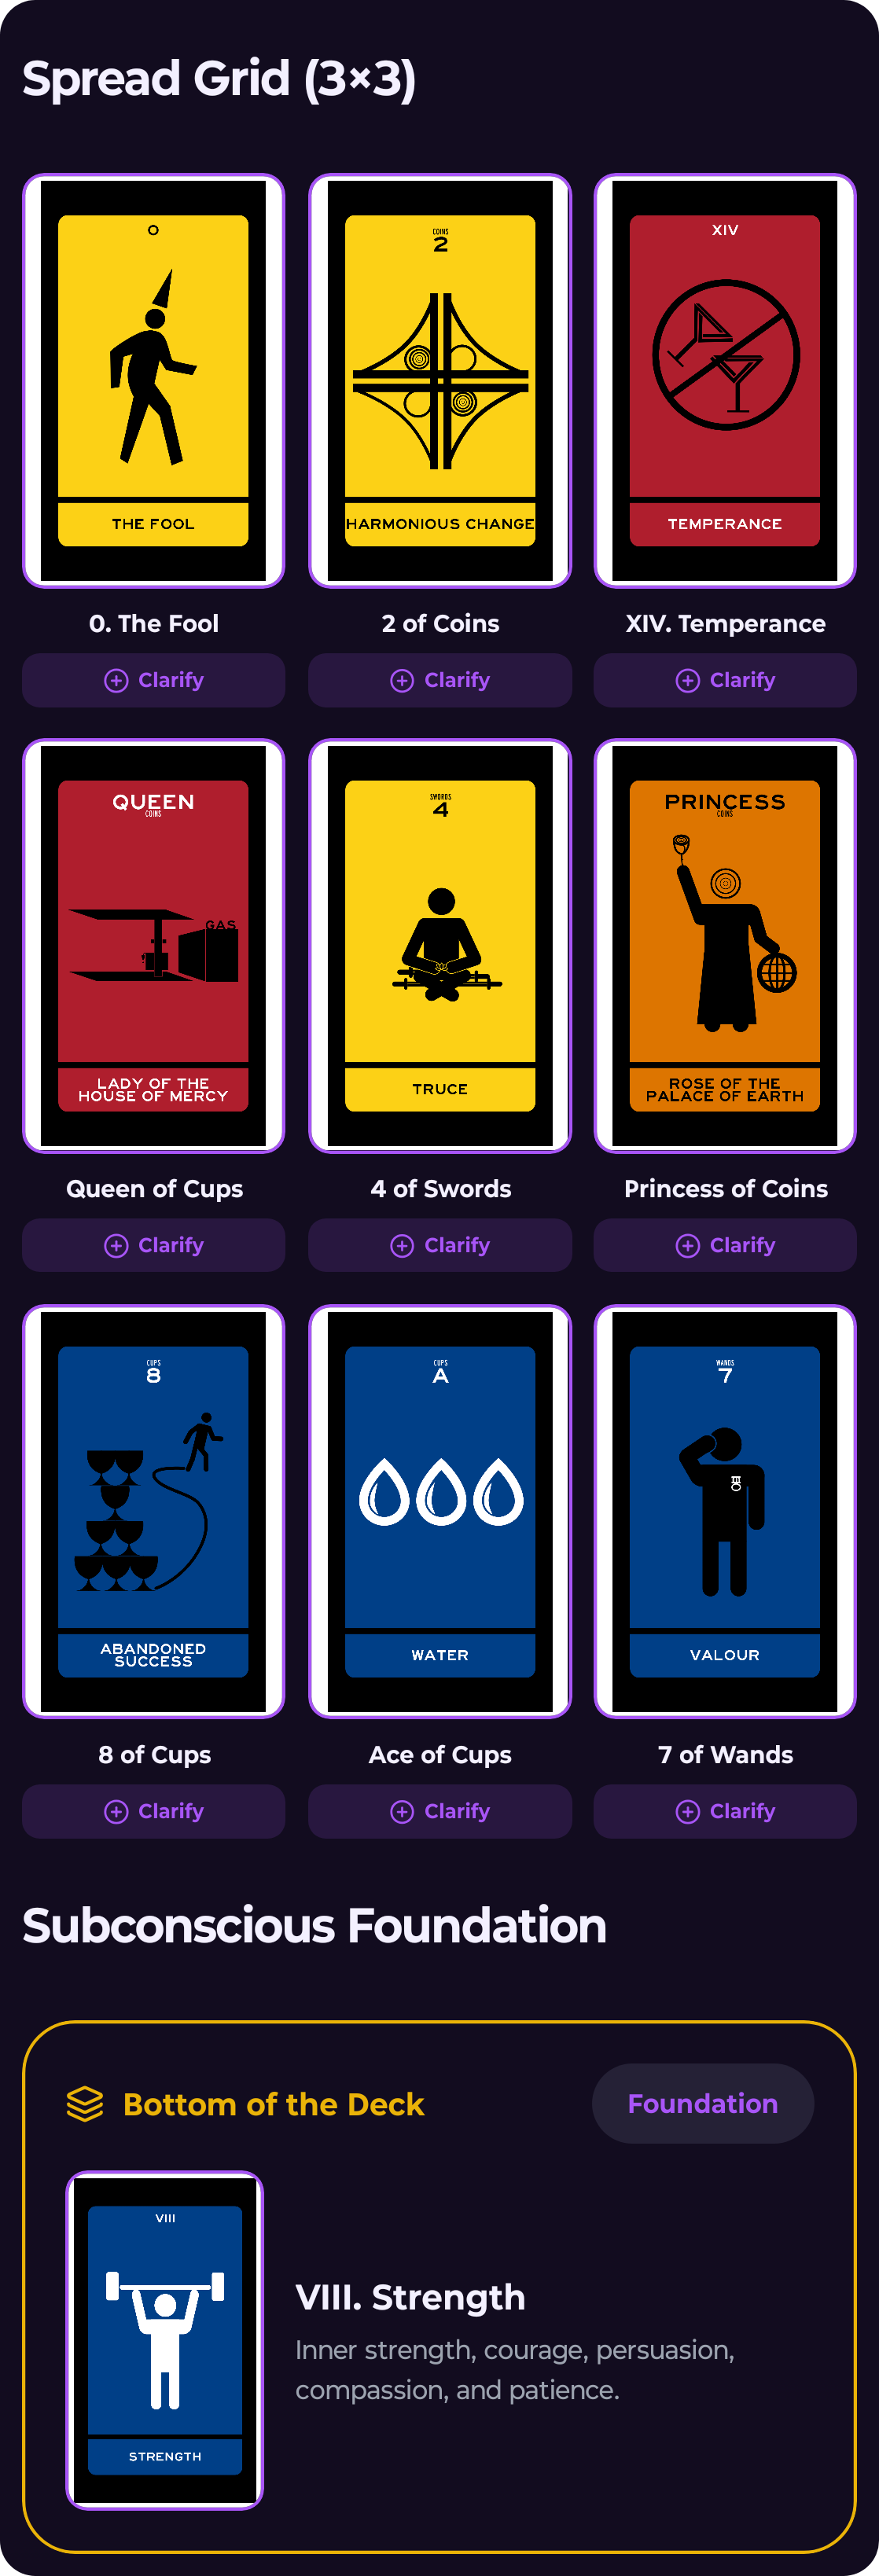 Spread Grid (3×3)
0
THE FOOL
COINS
2
HARMONIOUS CHANGE
XIV
TEMPERANCE
0. The Fool
2 of Coins
XIV. Temperance
Clarify
Clarify
Clarify
QUEEN
COINS
GAS
LADY OF THE
HOUSE OF MERCY
SWORDS
4
TRUCE
PRINCESS
COINS
ROSE OF THE
PALACE OF EARTH
Queen of Cups
4 of Swords
Princess of Coins
Clarify
Clarify
Clarify
CUPS
8
ABANDONED
SUCCESS
CUPS
A
WATER
WANDS
7
VALOUR
8 of Cups
Ace of Cups
7 of Wands
Clarify
Clarify
Clarify
Subconscious Foundation
Bottom of the Deck
Foundation
VIII
STRENGTH
VIII. Strength
Inner strength, courage, persuasion,
compassion, and patience.